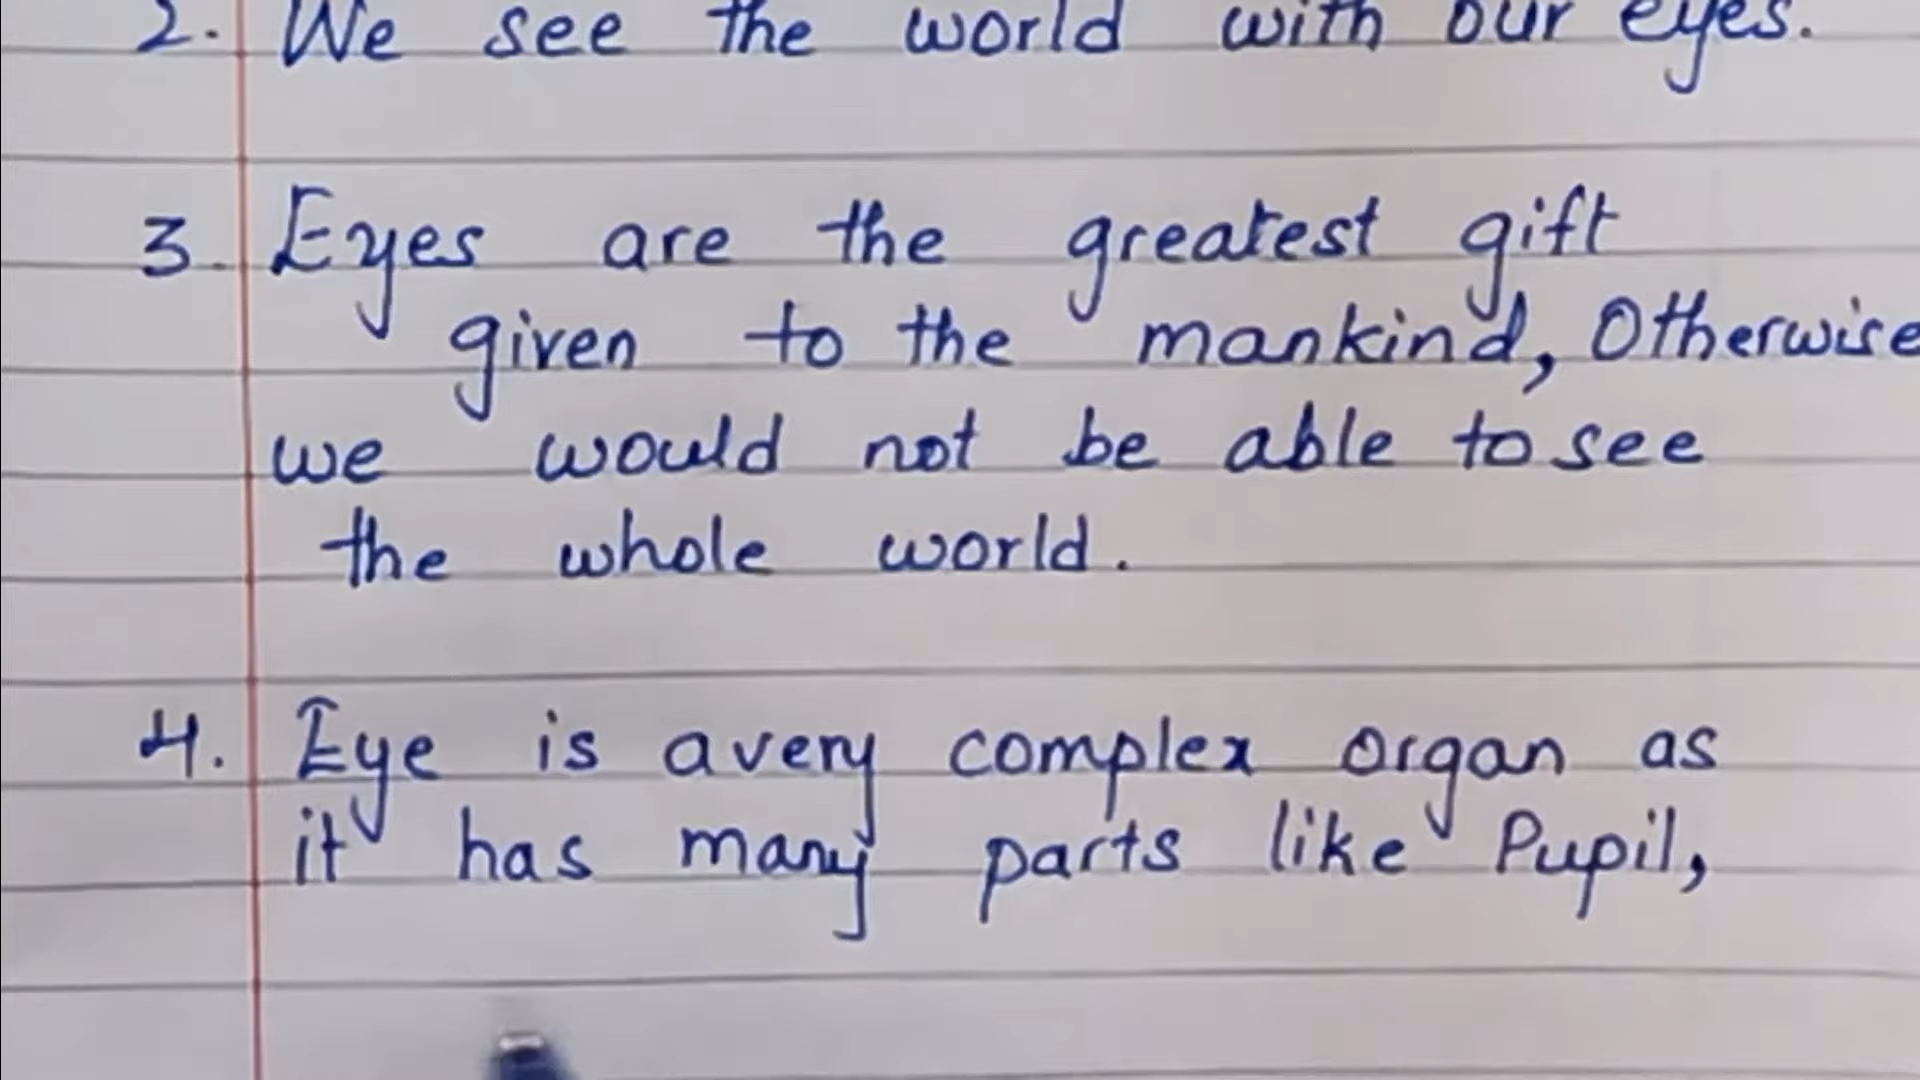 2. We see the world with our eyes.
3. Eyes are the greatest gift
given to the mankind, Otherwise
we would not be able to see
the whole world.
4. Eye is a very complex organ as
it has many parts like Pupil,